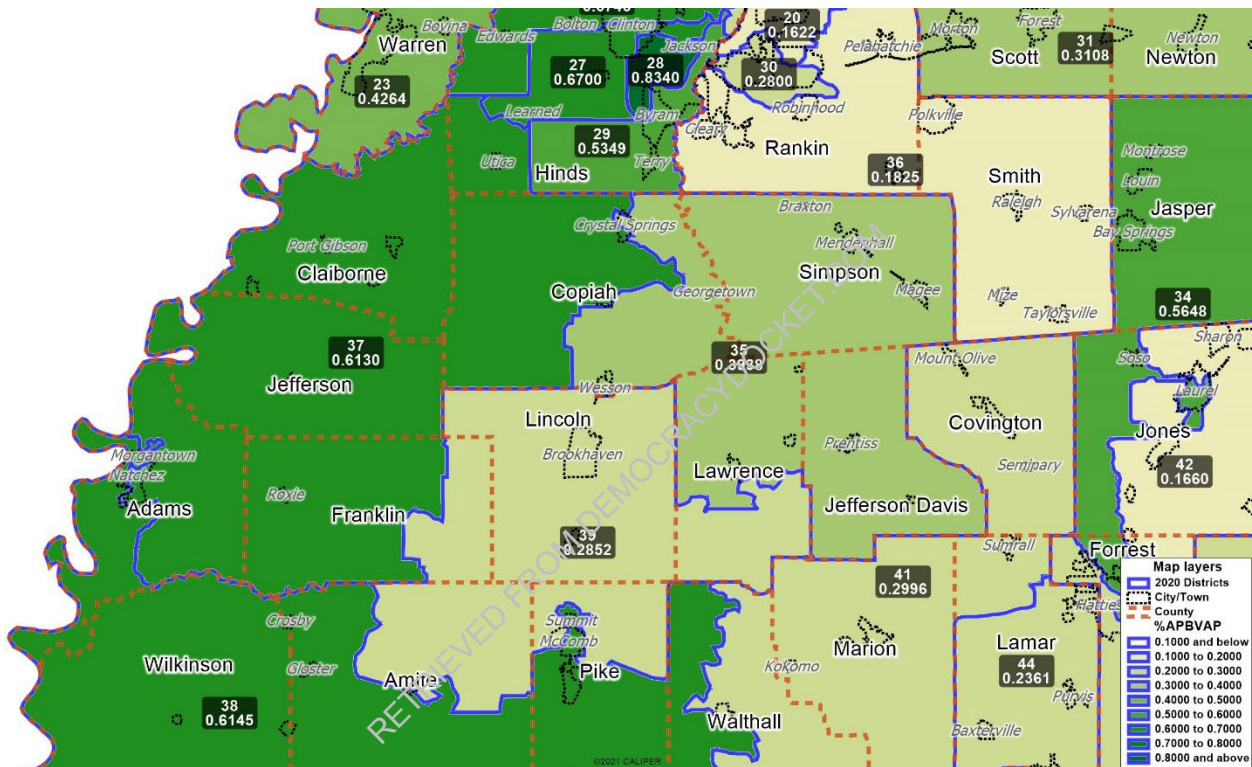 Bovina
Warren
23
0.4264
Edwards
Bolton
Clinton
27
0.6700
Jackson
28
0.8340
20
0.1622
30
0.2800
Pelahatchie
Morton
Forest
Scott
31
0.3108
Newton
Newton
Learned
Byram
Robinhood
Cleary
Polkville
29
0.5349
Utica
Hinds
Terry
Rankin
36
0.1825
Smith
Raleigh
Sylvarena
Montrose
Louin
Jasper
Bay Springs
Crystal Springs
Braxton
Mendenhall
Simpson
Port Gibson
Claiborne
Copiah
Georgetown
Magee
Mize
Taylorsville
34
0.5648
37
0.6130
35
Jefferson
Wesson
Mount Olive
Soso
Sharon
Laurel
Lincoln
Brookhaven
Covington
Jones
Morgantown
Natchez
Adams
Roxie
Franklin
Lawrence
Prentiss
Seminary
42
0.1660
Jefferson Davis
39
0.2852
Sumrall
Forrest
41
0.2996
Crosby
Summit
McComb
Wilkinson
Gloster
Amite
Pike
Kokomo
Marion
Lamar
44
0.2361
Hatties
38
0.6145
Walthall
Purvis
Baxterville
RETRIEVED FROM DEMOCRACYDOCKET.COM
©2021 CALIPER
Map layers
2020 Districts
City/Town
County
%APBVAP
0.1000 and below
0.1000 to 0.2000
0.2000 to 0.3000
0.3000 to 0.4000
0.4000 to 0.5000
0.5000 to 0.6000
0.6000 to 0.7000
0.7000 to 0.8000
0.8000 and above